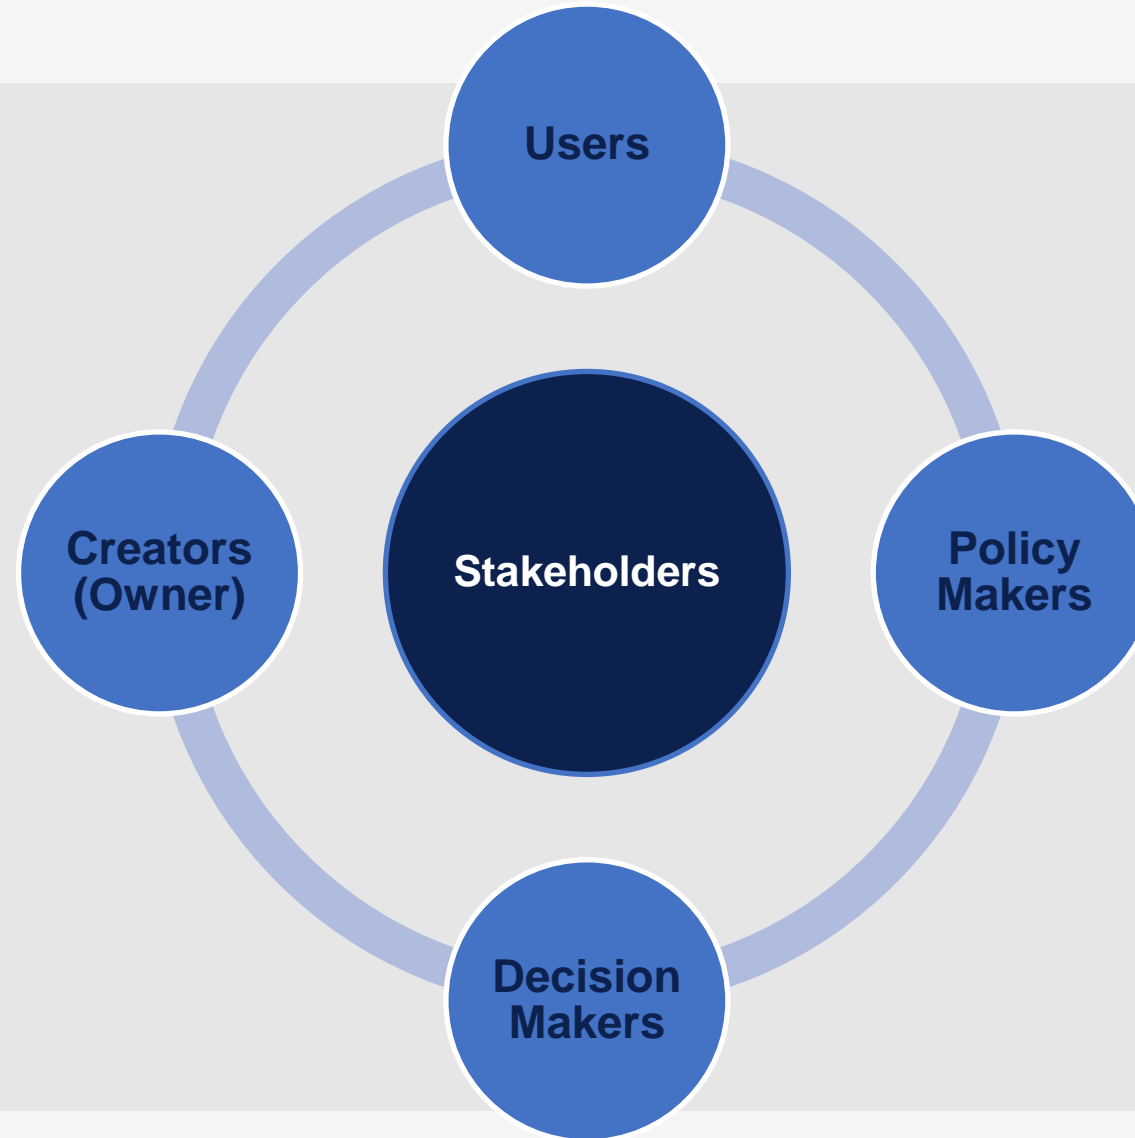 Users
Creators
(Owner)
Stakeholders
Policy
Makers
Decision
Makers